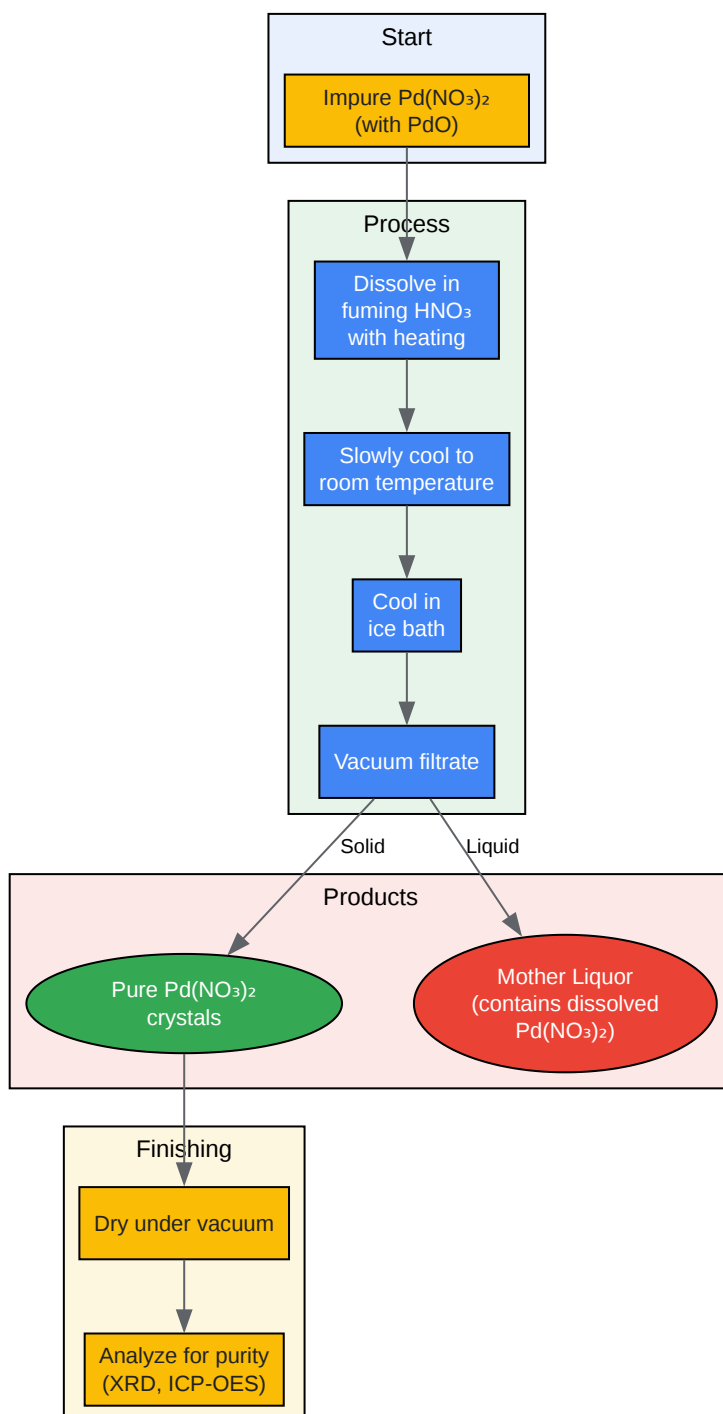 Start
Impure Pd(NO₃)₂
(with PdO)
Process
Dissolve in
fuming HNO₃
with heating
Slowly cool to
room temperature
Cool in
ice bath
Vacuum filtrate
Solid
Liquid
Products
Pure Pd(NO₃)₂
crystals
Mother Liquor
(contains dissolved
Pd(NO₃)₂)
Finishing
Dry under vacuum
Analyze for purity
(XRD, ICP-OES)